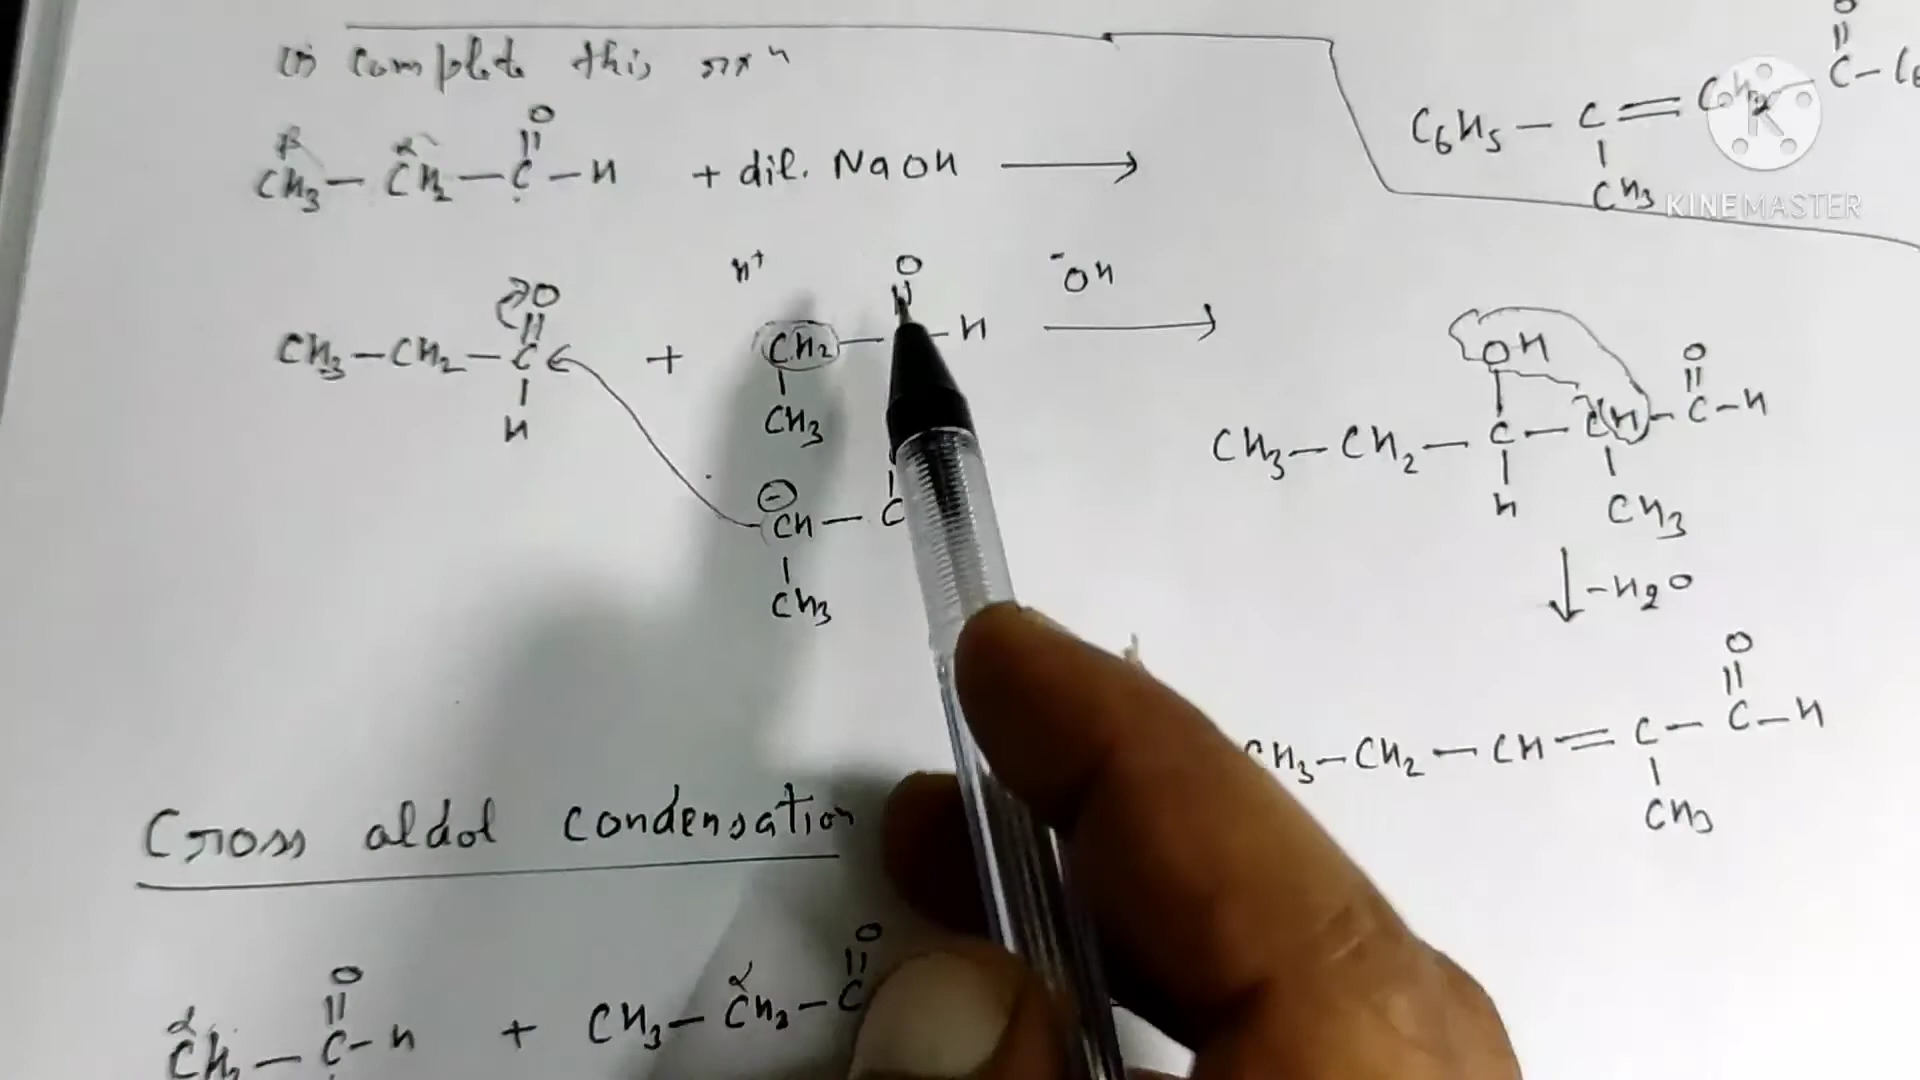 complete this rxn
O
C6H5 — C = CH — C — C6
CH3
KINEMASTER
β α O
CH3 — CH2 — C — H + dil. NaOH ⟶
H+ O -OH
O
CH3 — CH2 — C + CH2 — H ⟶
H CH3
⊖
CH — C
CH3
OH O
CH3 — CH2 — C — CH — C — H
H CH3
↓ -H2O
O
CH3 — CH2 — CH = C — C — H
CH3
Cross aldol condensation
α O α O
CH3 — C — H + CH3 — CH2 — C